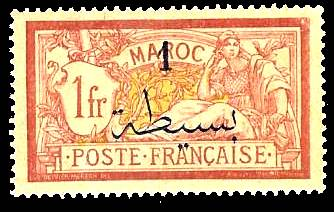 MAROC
1
1fr
بسيطة
POSTE·FRANÇAISE